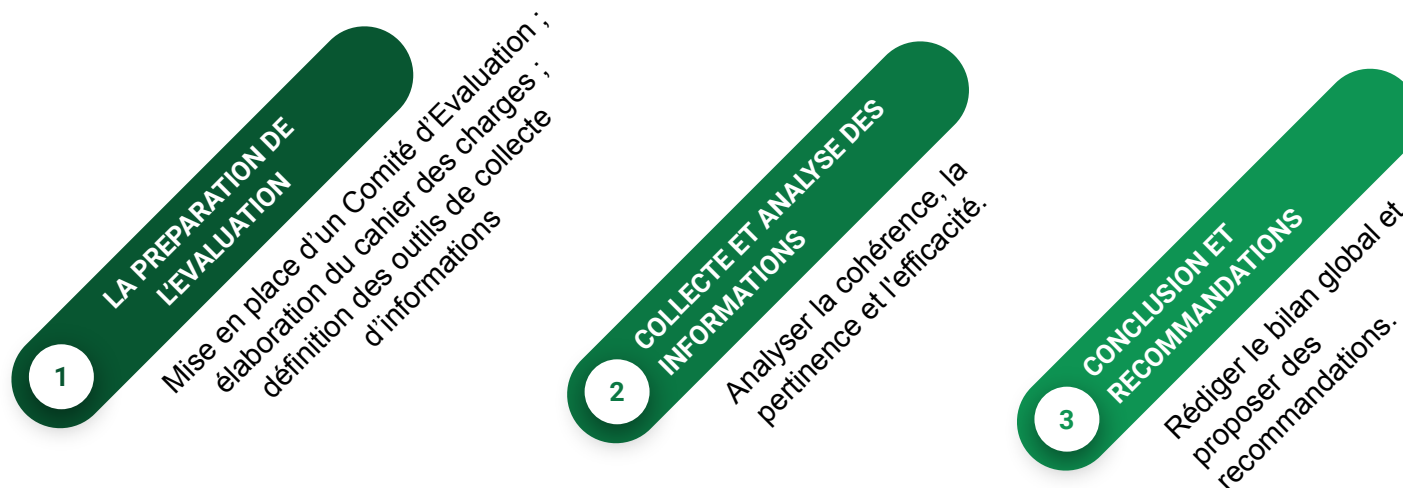 1
LA PREPARATION DE
L'EVALUATION
Mise en place d'un Comité d'Evaluation ;
élaboration du cahier des charges ;
définition des outils de collecte
d'informations
2
COLLECTE ET ANALYSE DES
INFORMATIONS
Analyser la cohérence, la
pertinence et l'efficacité.
3
CONCLUSION ET
RECOMMANDATIONS
Rédiger le bilan global et
proposer des
recommandations.